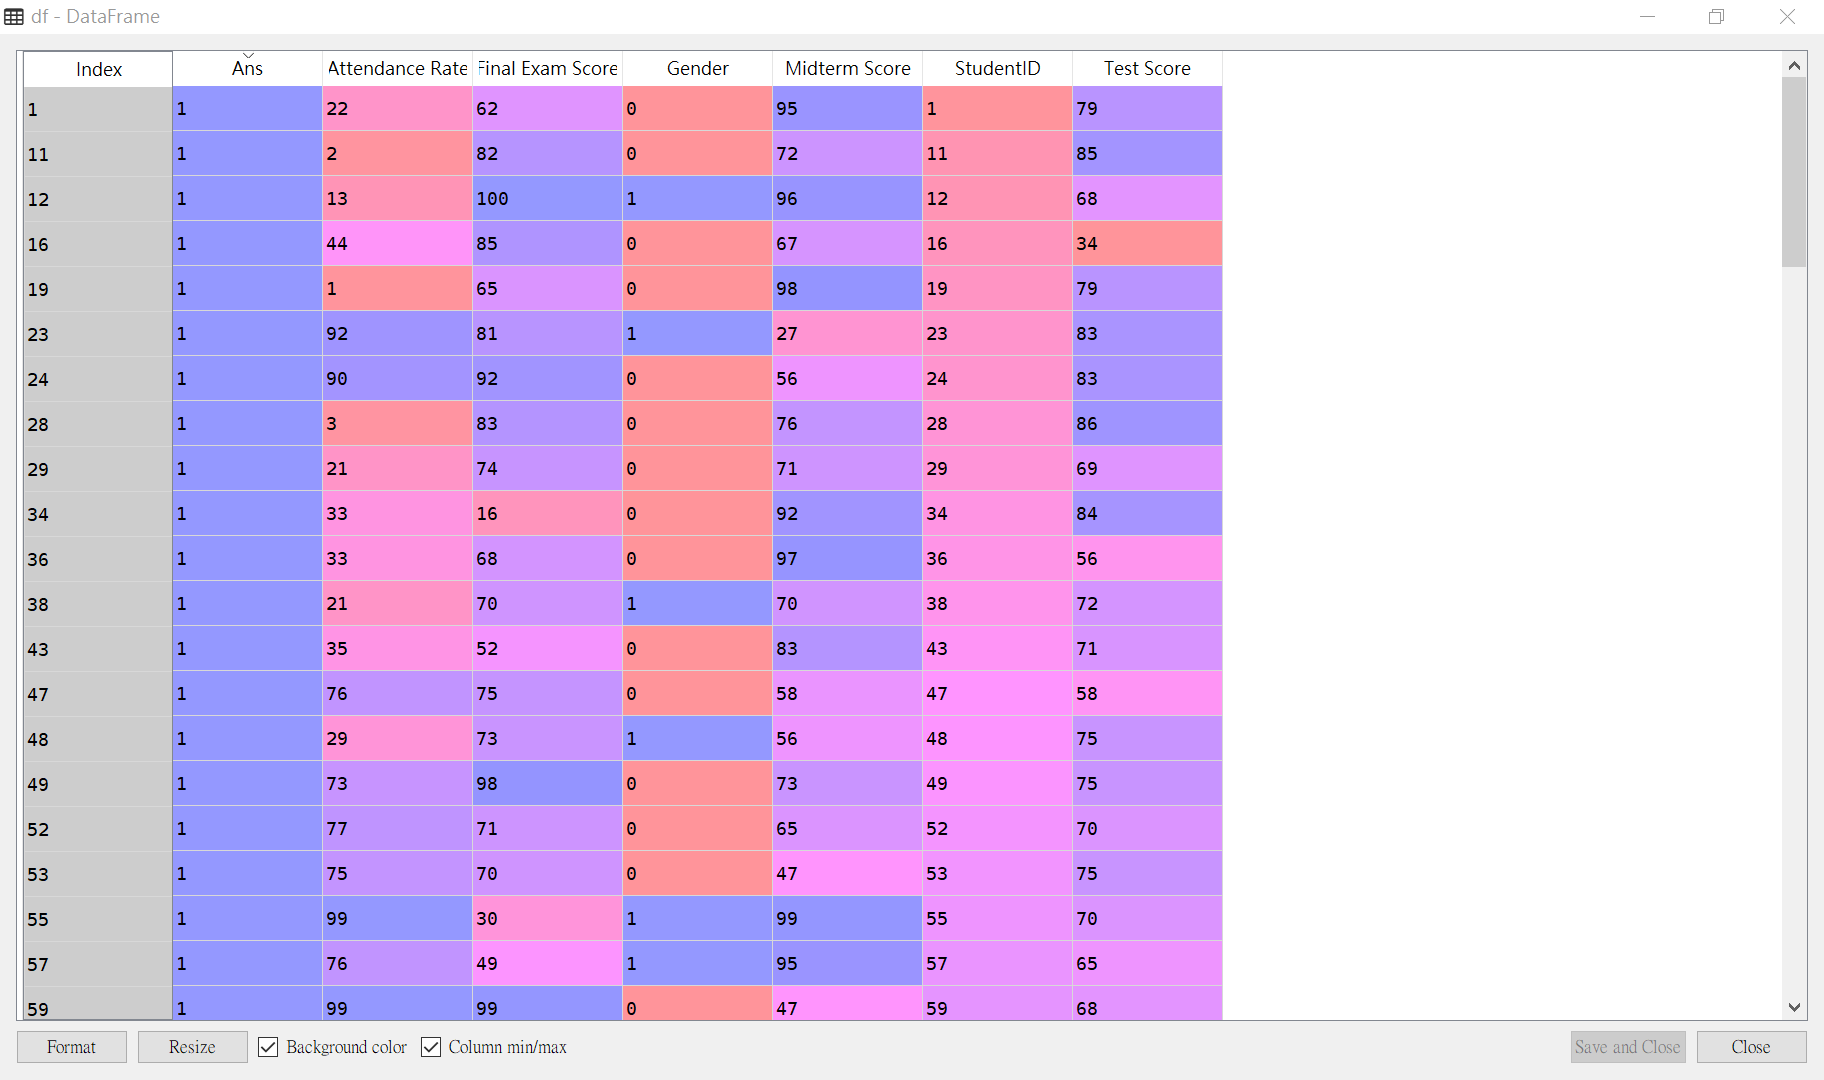 df - DataFrame
Index Ans Attendance Rate Final Exam Score Gender Midterm Score StudentID Test Score
1 1 22 62 0 95 1 79
11 1 2 82 0 72 11 85
12 1 13 100 1 96 12 68
16 1 44 85 0 67 16 34
19 1 1 65 0 98 19 79
23 1 92 81 1 27 23 83
24 1 90 92 0 56 24 83
28 1 3 83 0 76 28 86
29 1 21 74 0 71 29 69
34 1 33 16 0 92 34 84
36 1 33 68 0 97 36 56
38 1 21 70 1 70 38 72
43 1 35 52 0 83 43 71
47 1 76 75 0 58 47 58
48 1 29 73 1 56 48 75
49 1 73 98 0 73 49 75
52 1 77 71 0 65 52 70
53 1 75 70 0 47 53 75
55 1 99 30 1 99 55 70
57 1 76 49 1 95 57 65
59 1 99 99 0 47 59 68
Format Resize Background color Column min/max Save and Close Close